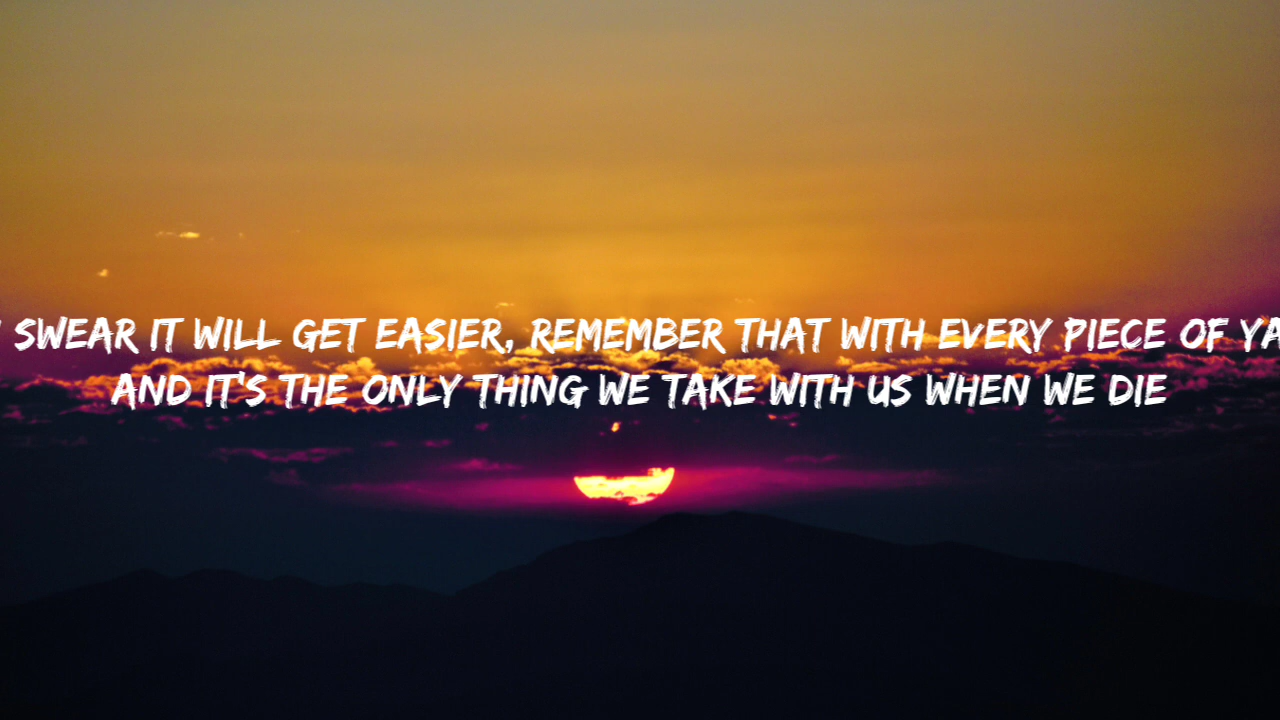 SWEAR IT WILL GET EASIER, REMEMBER THAT WITH EVERY PIECE OF YA
AND IT'S THE ONLY THING WE TAKE WITH US WHEN WE DIE